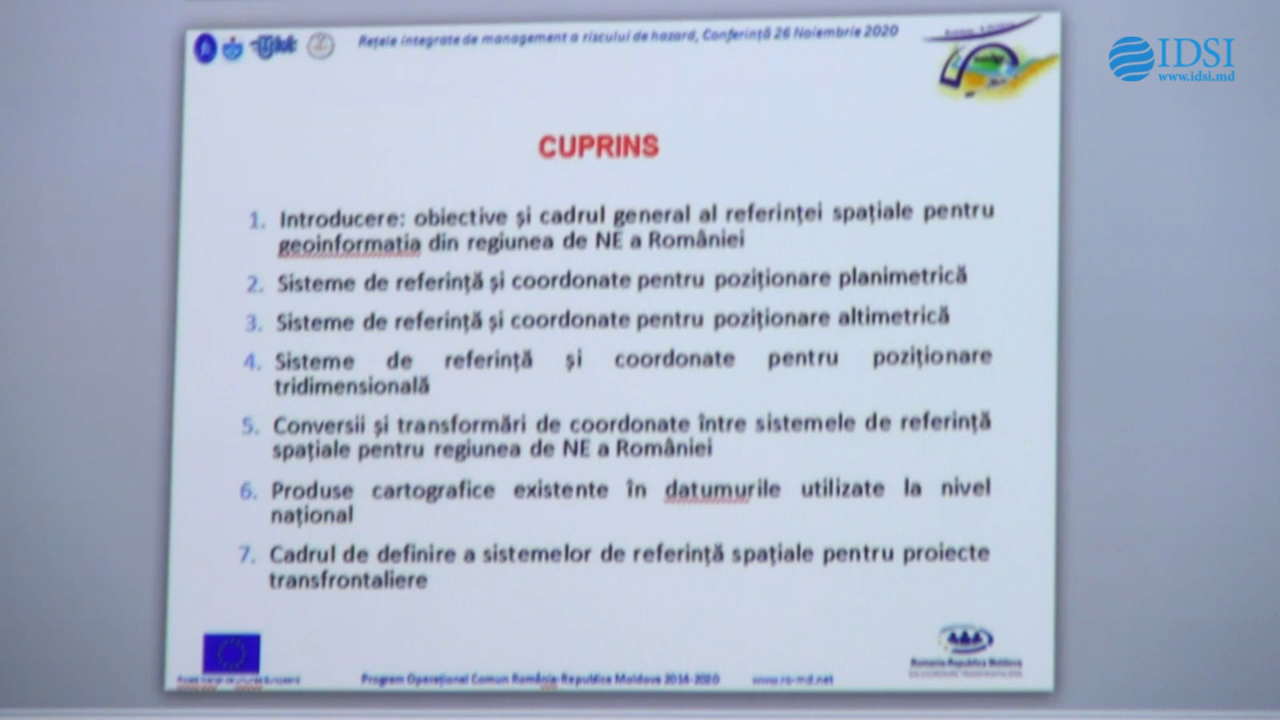 Rețele integrate de management a riscului de hazard, Conferință 26 Noiembrie 2020
IDSI
www.idsi.md
CUPRINS
1. Introducere: obiective și cadrul general al referinței spațiale pentru
geoinformatia din regiunea de NE a României
2. Sisteme de referință și coordonate pentru poziționare planimetrică
3. Sisteme de referință și coordonate pentru poziționare altimetrică
4. Sisteme de referință și coordonate pentru poziționare
tridimensională
5. Conversii și transformări de coordonate între sistemele de referință
spațiale pentru regiunea de NE a României
6. Produse cartografice existente în datumurile utilizate la nivel
național
7. Cadrul de definire a sistemelor de referință spațiale pentru proiecte
transfrontaliere
Program Operațional Comun România-Republica Moldova 2014-2020 www.ro-md.net
Romania-Republica Moldova